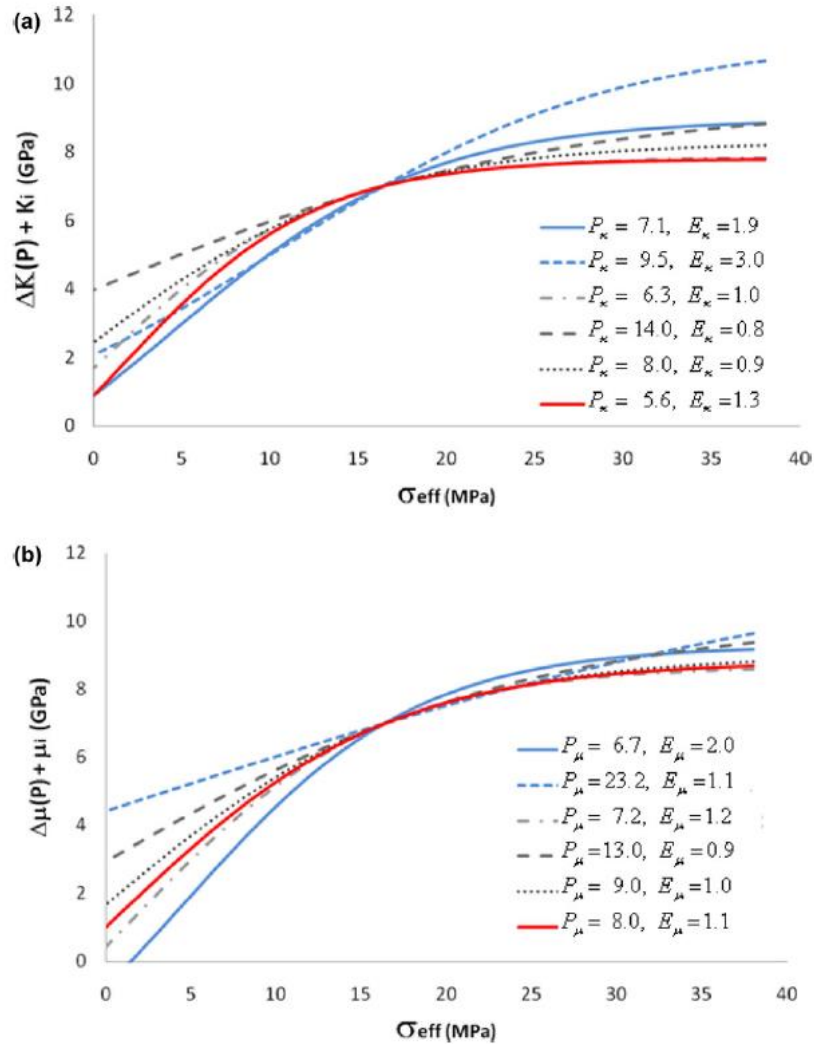 (a)
12
10
8
6
4
2
0
ΔK(P) + Ki (GPa)
0 5 10 15 20 25 30 35 40
σeff (MPa)
Pκ = 7.1, Eκ = 1.9
Pκ = 9.5, Eκ = 3.0
Pκ = 6.3, Eκ = 1.0
Pκ = 14.0, Eκ = 0.8
Pκ = 8.0, Eκ = 0.9
Pκ = 5.6, Eκ = 1.3
(b)
12
10
8
6
4
2
0
Δμ(P) + μi (GPa)
0 5 10 15 20 25 30 35 40
σeff (MPa)
Pμ = 6.7, Eμ = 2.0
Pμ = 23.2, Eμ = 1.1
Pμ = 7.2, Eμ = 1.2
Pμ = 13.0, Eμ = 0.9
Pμ = 9.0, Eμ = 1.0
Pμ = 8.0, Eμ = 1.1